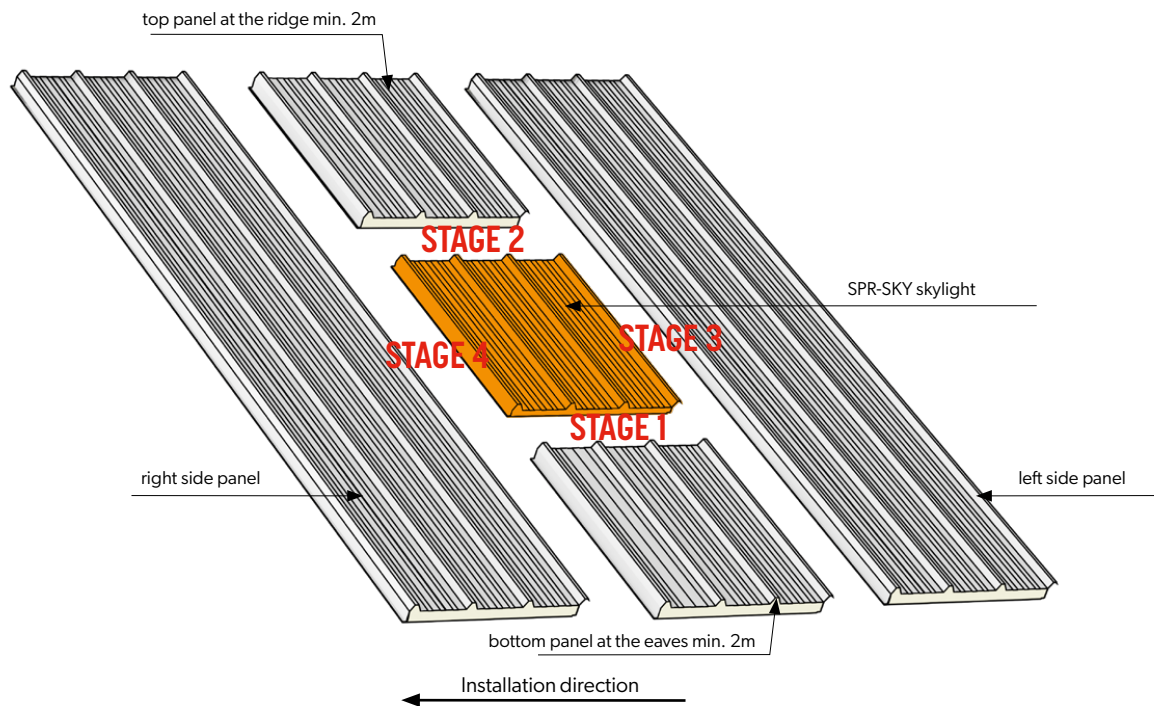 top panel at the ridge min. 2m
STAGE 2
SPR-SKY skylight
STAGE 3
STAGE 4
STAGE 1
right side panel
left side panel
bottom panel at the eaves min. 2m
Installation direction